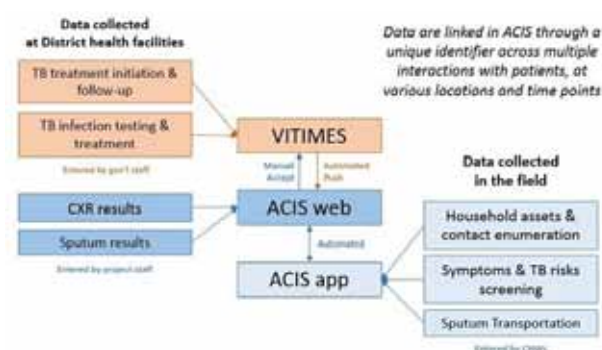 Data collected
at District health facilities
TB treatment initiation &
follow-up
TB infection testing &
treatment
Entered by gov't staff
CXR results
Sputum results
Entered by project staff
Data are linked in ACIS through a
unique identifier across multiple
interactions with patients, at
various locations and time points
VITIMES
Manual
Accept
Automated
Push
ACIS web
Automated
ACIS app
Data collected
in the field
Household assets &
contact enumeration
Symptoms & TB risks
screening
Sputum Transportation
Entered by